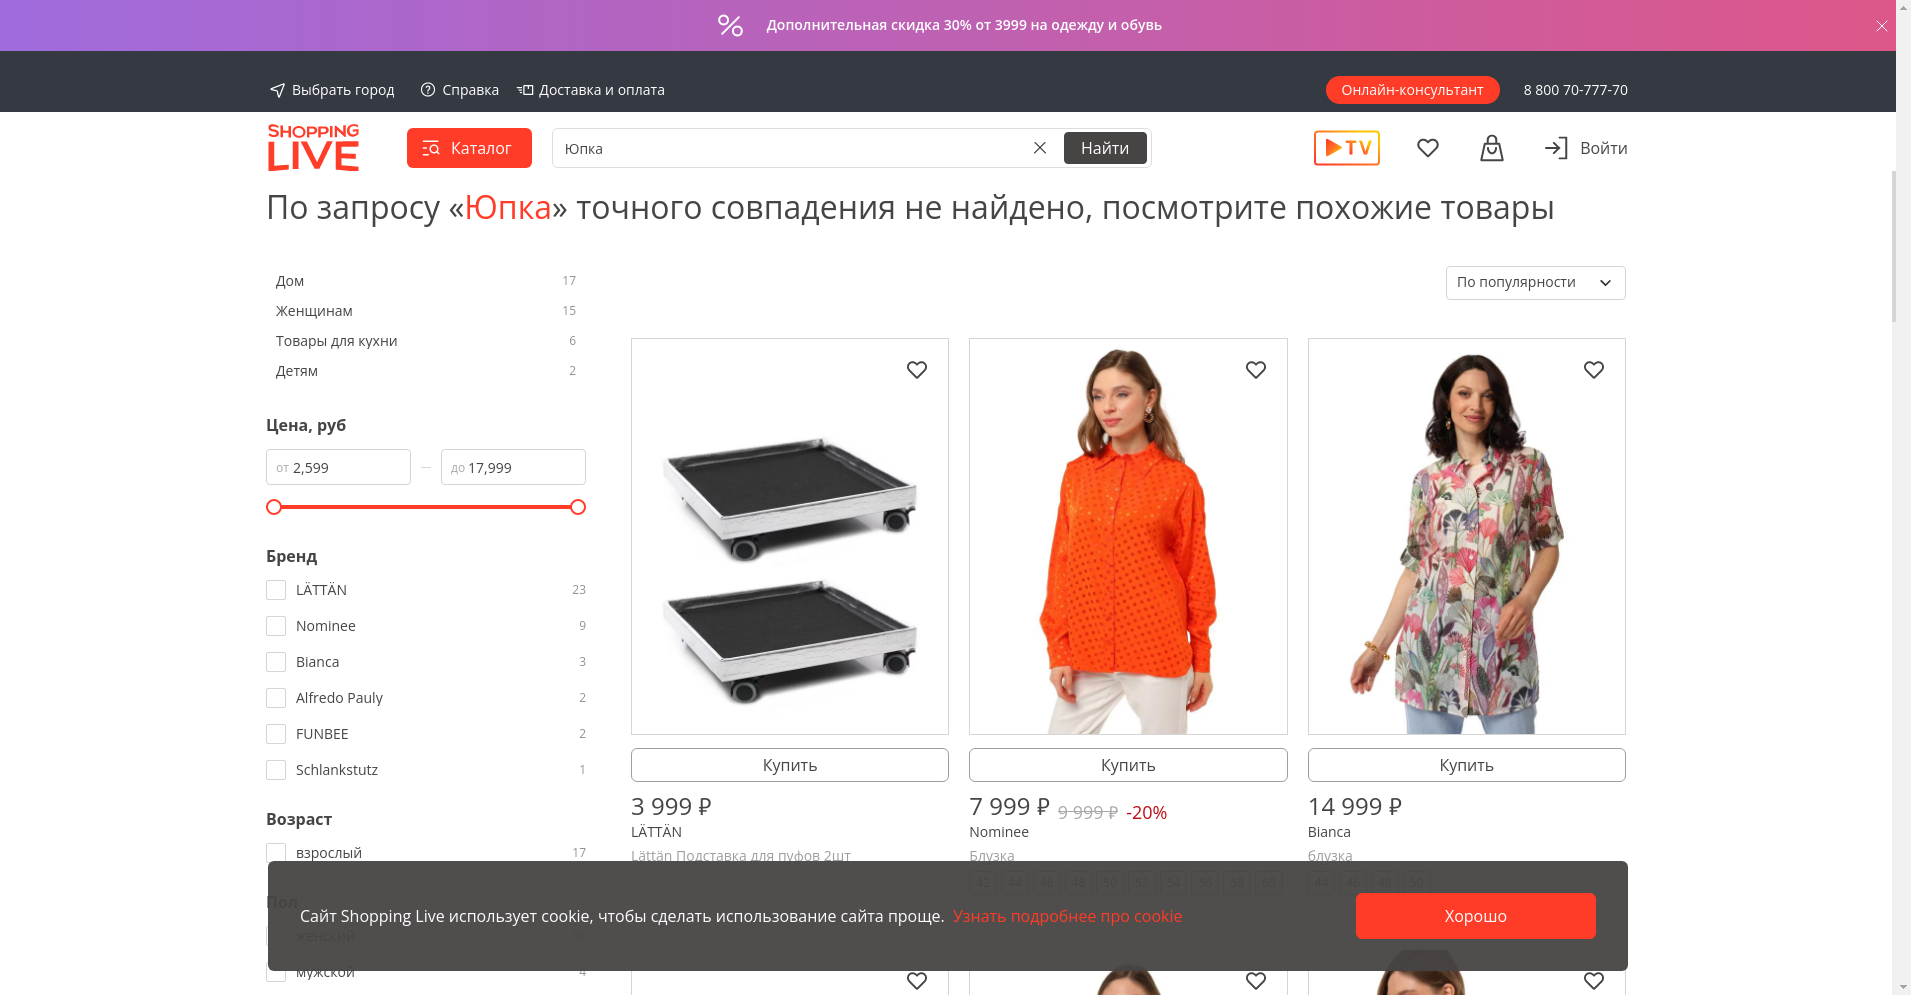 Дополнительная скидка 30% от 3999 на одежду и обувь
Выбрать город
Справка
Доставка и оплата
Онлайн-консультант
8 800 70-777-70
SHOPPING
LIVE
Каталог
Юпка
Найти
TV
Войти
По запросу «Юпка» точного совпадения не найдено, посмотрите похожие товары
Дом 17
Женщинам 15
Товары для кухни 6
Детям 2
По популярности
Цена, руб
от 2,599 — до 17,999
Бренд
LÄTTÄN 23
Nominee 9
Bianca 3
Alfredo Pauly 2
FUNBEE 2
Schlankstutz 1
Возраст
взрослый 17
Пол
женский
мужской 4
Купить
3 999 ₽
LÄTTÄN
Lättän Подставка для пуфов 2шт
Купить
7 999 ₽ 9 999 ₽ -20%
Nominee
Блузка
42 44 46 48 50 52 54 56 58 60
Купить
14 999 ₽
Bianca
блузка
44 46 48 50
Сайт Shopping Live использует cookie, чтобы сделать использование сайта проще. Узнать подробнее про cookie
Хорошо